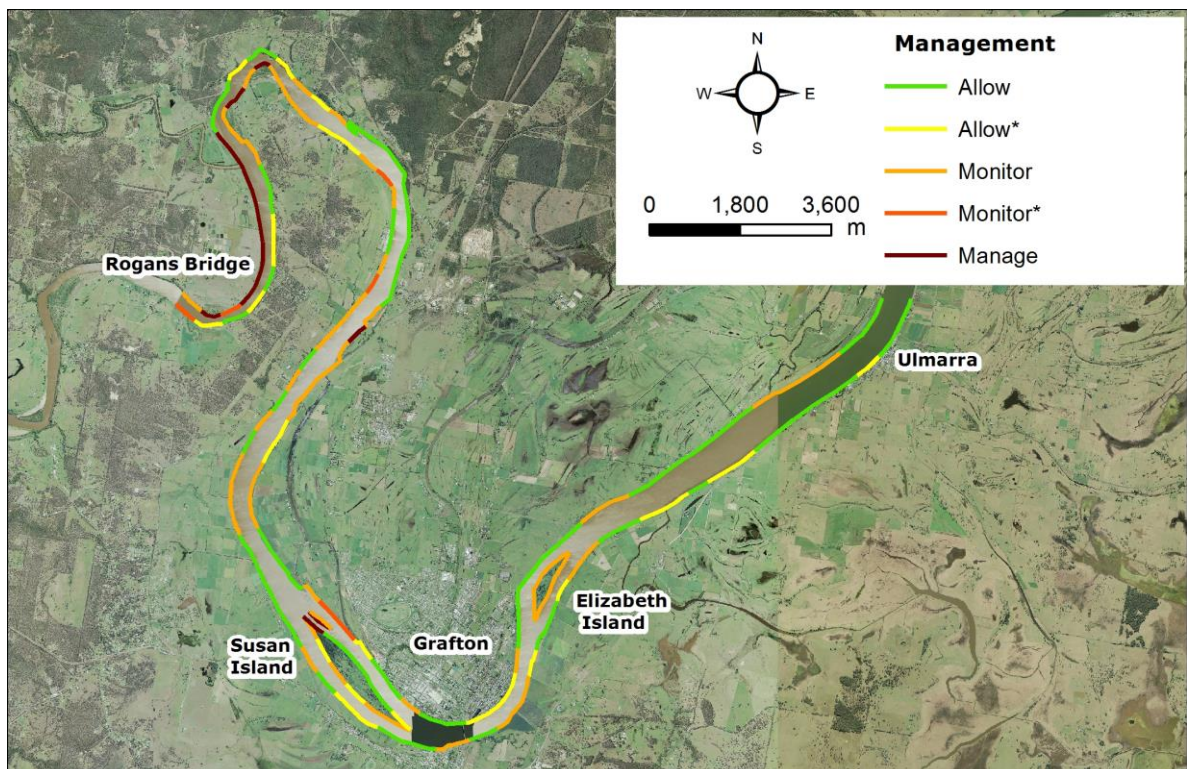 Management
N
W
E
S
Allow
Allow*
Monitor
Monitor*
Manage
0 1,800 3,600
m
Rogans Bridge
Ulmarra
Elizabeth
Island
Grafton
Susan
Island